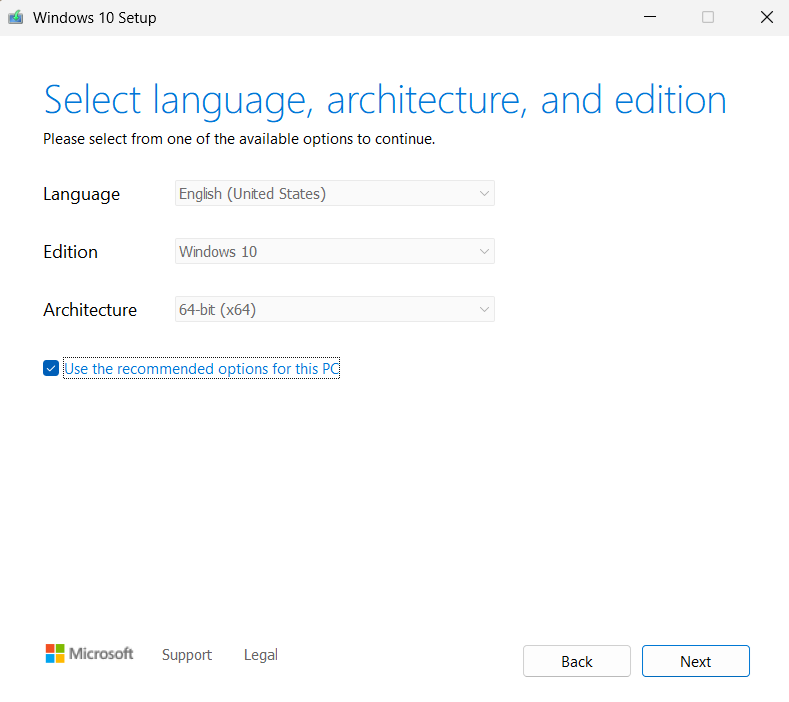 Windows 10 Setup
Select language, architecture, and edition
Please select from one of the available options to continue.
Language English (United States)
Edition Windows 10
Architecture 64-bit (x64)
Use the recommended options for this PC
Microsoft Support Legal Back Next